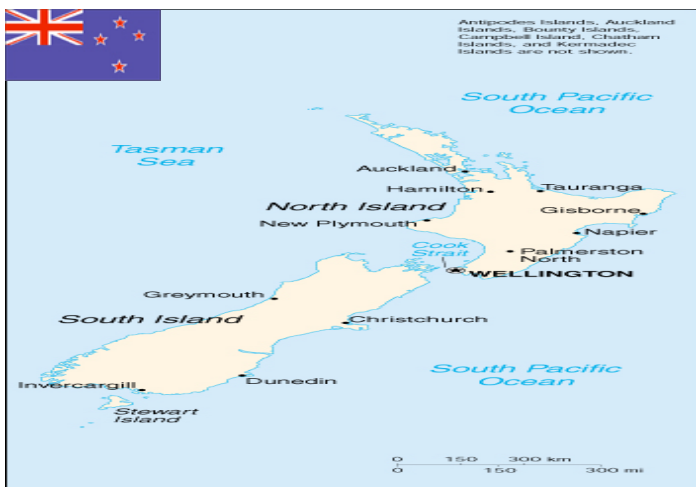 Antipodes Islands, Auckland
Islands, Bounty Islands,
Campbell Island, Chatham
Islands, and Kermadec
Islands are not shown.
South Pacific
Ocean
Tasman
Sea
Auckland
Hamilton
Tauranga
North Island
Gisborne
New Plymouth
Napier
Cook
Strait
Palmerston
North
WELLINGTON
Greymouth
South Island
Christchurch
South Pacific
Ocean
Invercargill
Dunedin
Stewart
Island
0 150 300 km
0 150 300 mi